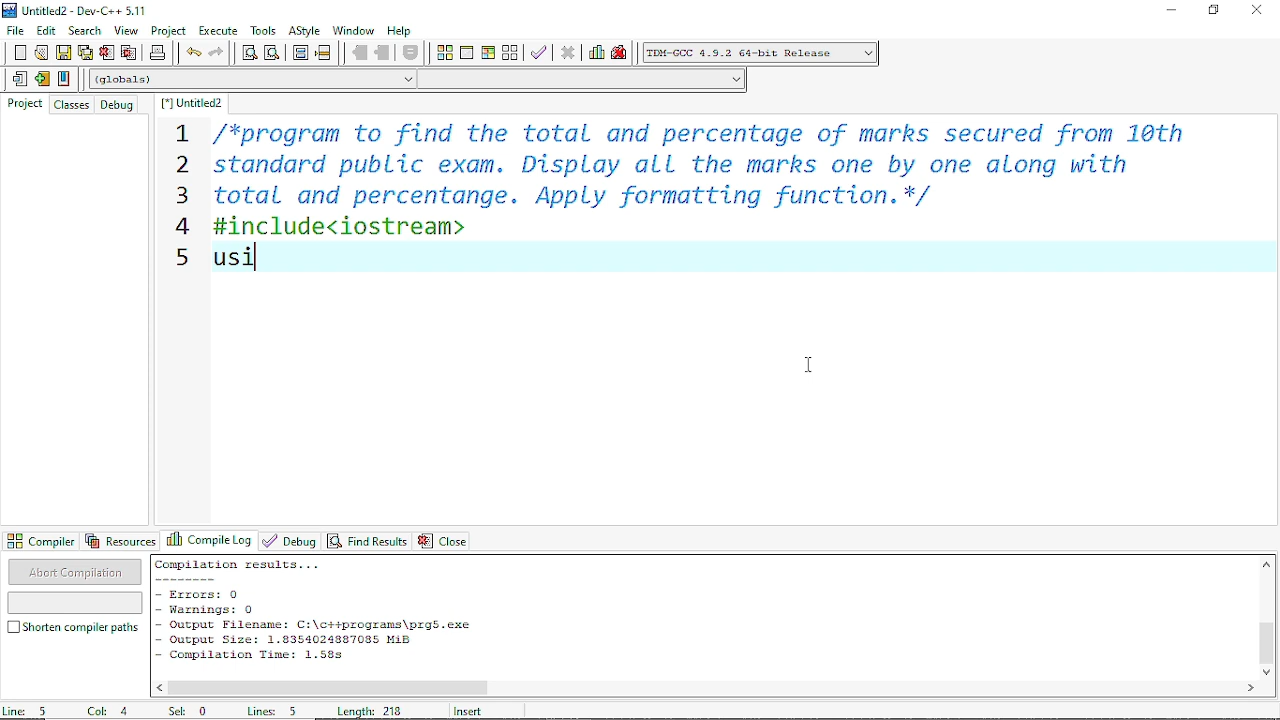 Untitled2 - Dev-C++ 5.11
File Edit Search View Project Execute Tools AStyle Window Help
TDM-GCC 4.9.2 64-bit Release
(globals)
Project Classes Debug [*] Untitled2
1 /*program to find the total and percentage of marks secured from 10th
2 standard public exam. Display all the marks one by one along with
3 total and percentange. Apply formatting function.*/
4 #include<iostream>
5 usi
Compiler Resources Compile Log Debug Find Results Close
Abort Compilation
Shorten compiler paths
Compilation results...
--------
- Errors: 0
- Warnings: 0
- Output Filename: C:\c++programs\prg5.exe
- Output Size: 1.8354024887085 MiB
- Compilation Time: 1.58s
Line: 5 Col: 4 Sel: 0 Lines: 5 Length: 218 Insert